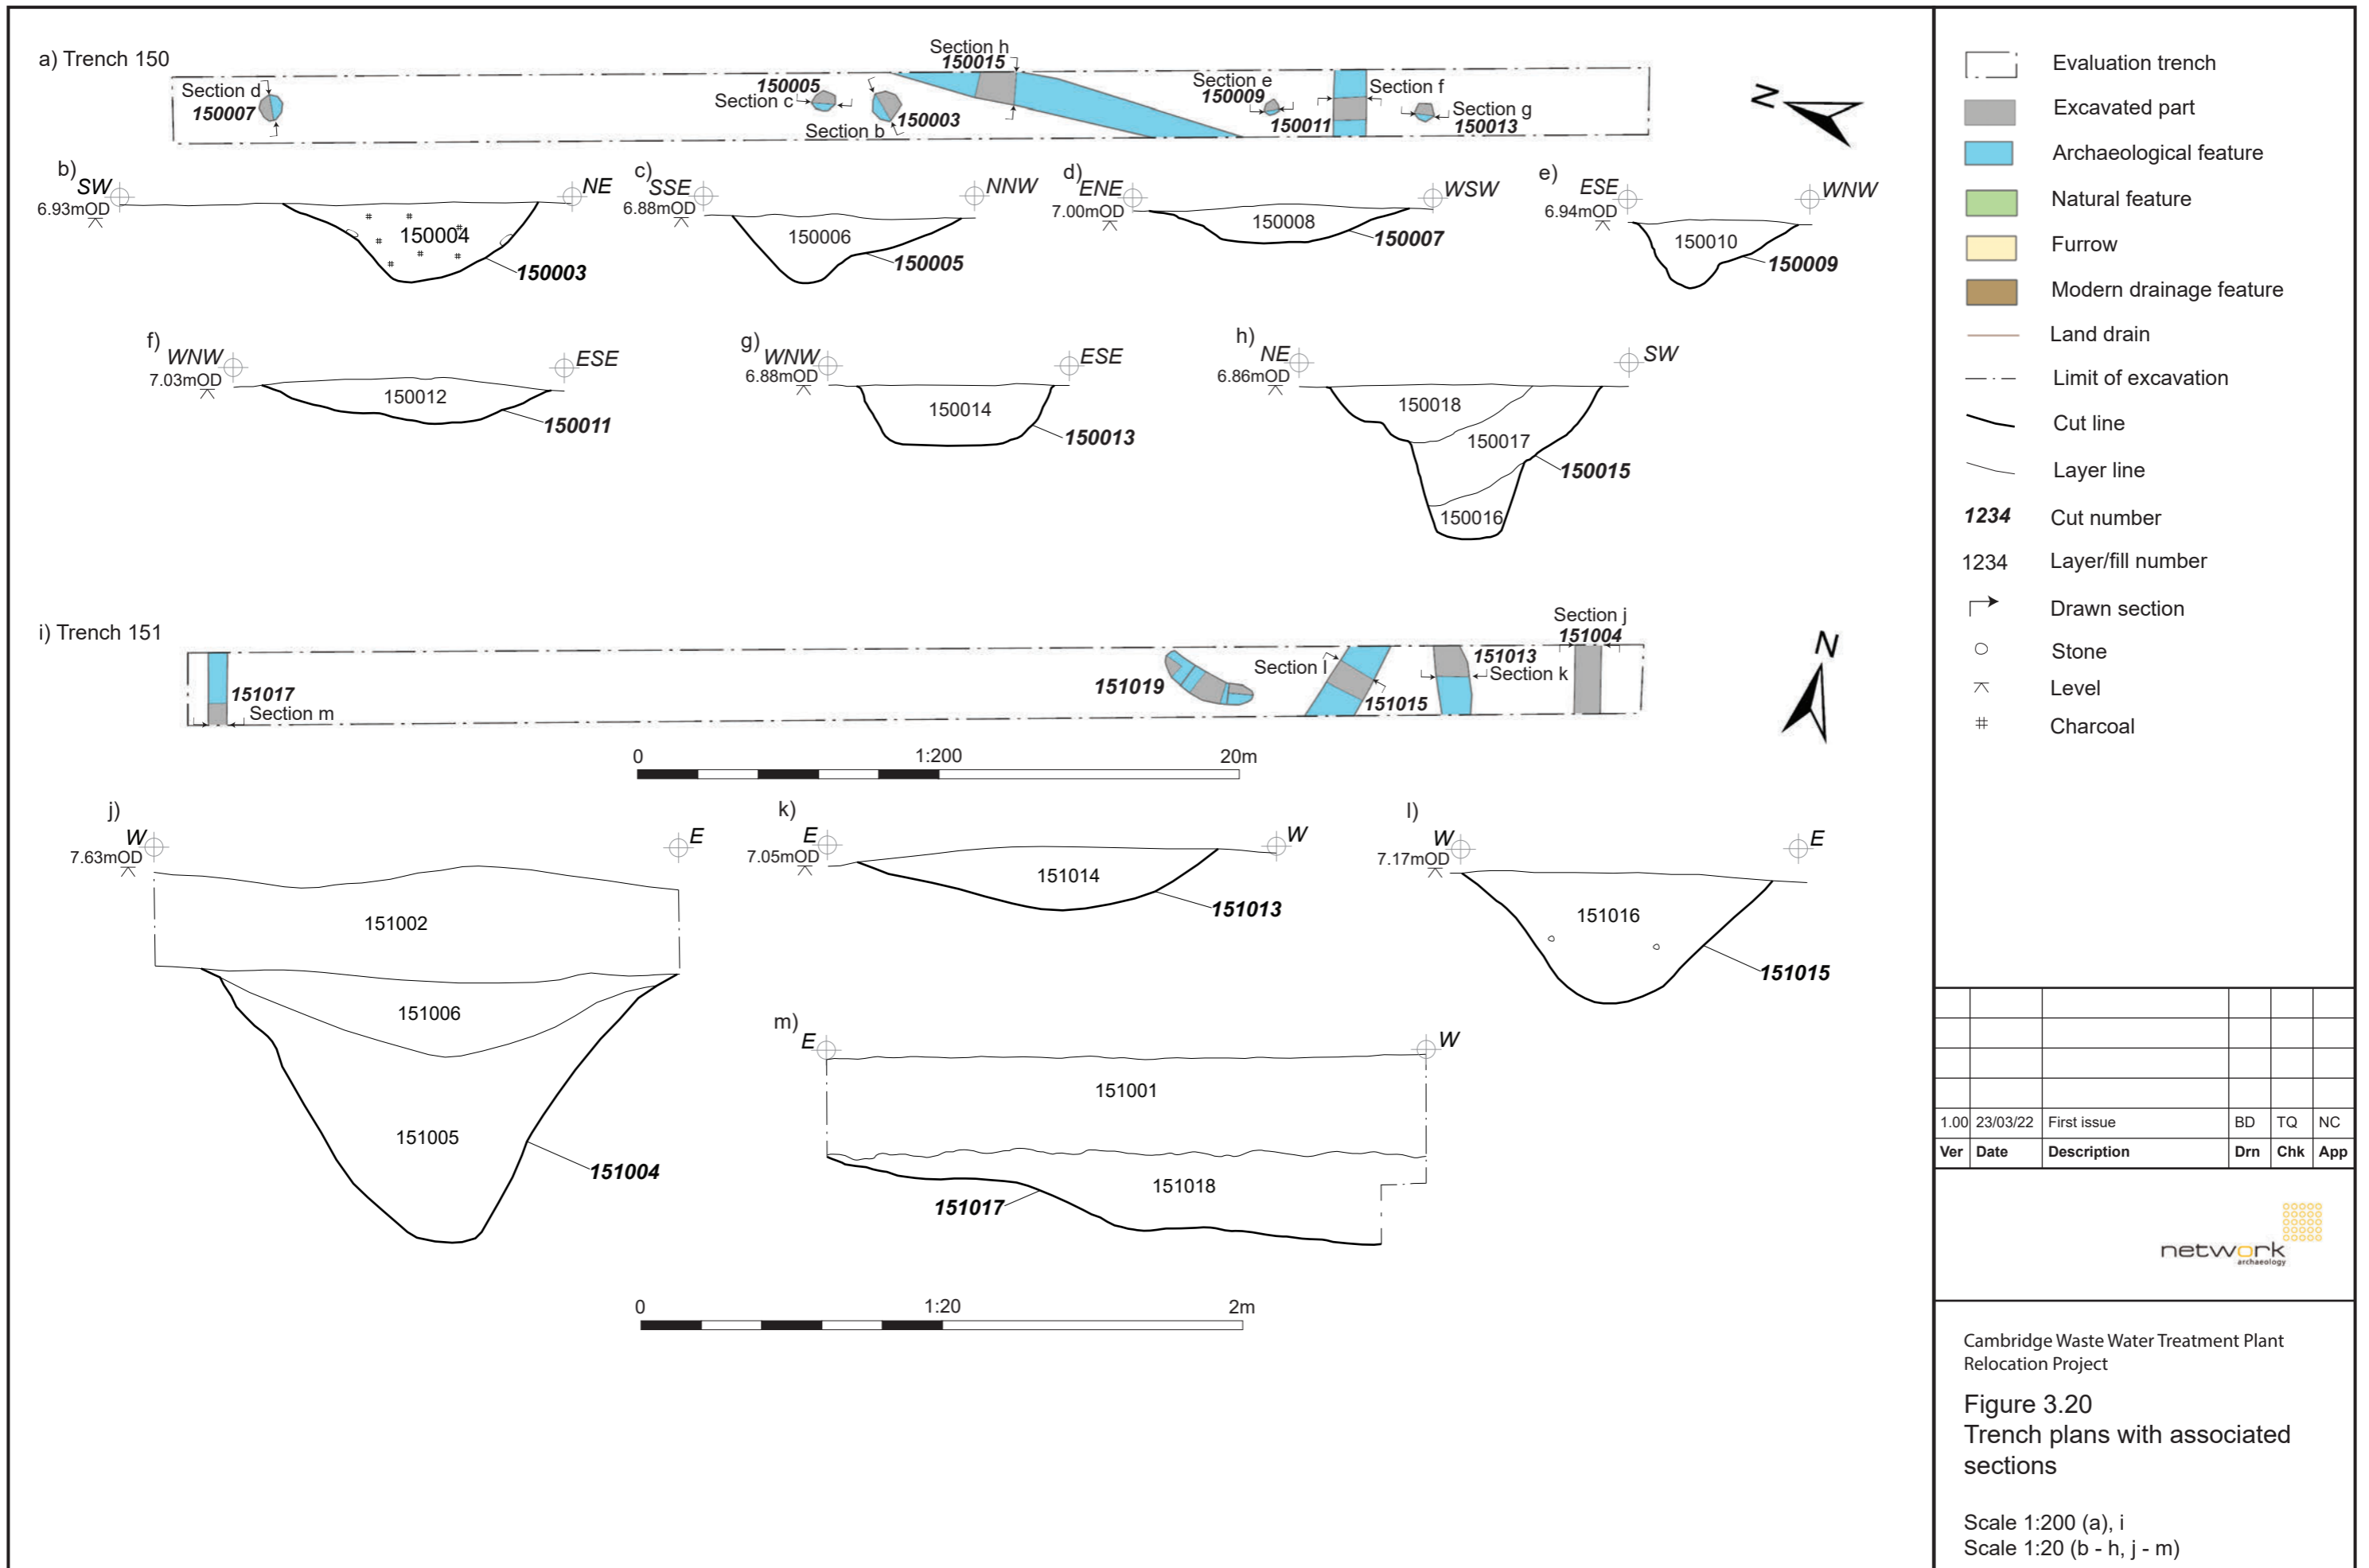 a) Trench 150
Section d
150007
150005
Section c
Section b
150003
Section h
150015
Section e
150009
150011
Section f
Section g
150013
N
b)
SW
NE
6.93mOD
150004
150003
c)
SSE
NNW
6.88mOD
150006
150005
d)
ENE
WSW
7.00mOD
150008
150007
e)
ESE
WNW
6.94mOD
150010
150009
f)
WNW
ESE
7.03mOD
150012
150011
g)
WNW
ESE
6.88mOD
150014
150013
h)
NE
SW
6.86mOD
150018
150017
150015
150016
i) Trench 151
151017
Section m
151019
Section l
151015
151013
Section k
Section j
151004
N
0 1:200 20m
j)
W
E
7.63mOD
151002
151006
151005
151004
k)
E
W
7.05mOD
151014
151013
l)
W
E
7.17mOD
151016
151015
m)
E
W
151001
151018
151017
0 1:20 2m
Evaluation trench
Excavated part
Archaeological feature
Natural feature
Furrow
Modern drainage feature
Land drain
Limit of excavation
Cut line
Layer line
1234 Cut number
1234 Layer/fill number
Drawn section
Stone
Level
# Charcoal
1.00 23/03/22 First issue BD TQ NC
Ver Date Description Drn Chk App
network
archaeology
Cambridge Waste Water Treatment Plant
Relocation Project
Figure 3.20
Trench plans with associated
sections
Scale 1:200 (a), i
Scale 1:20 (b - h, j - m)